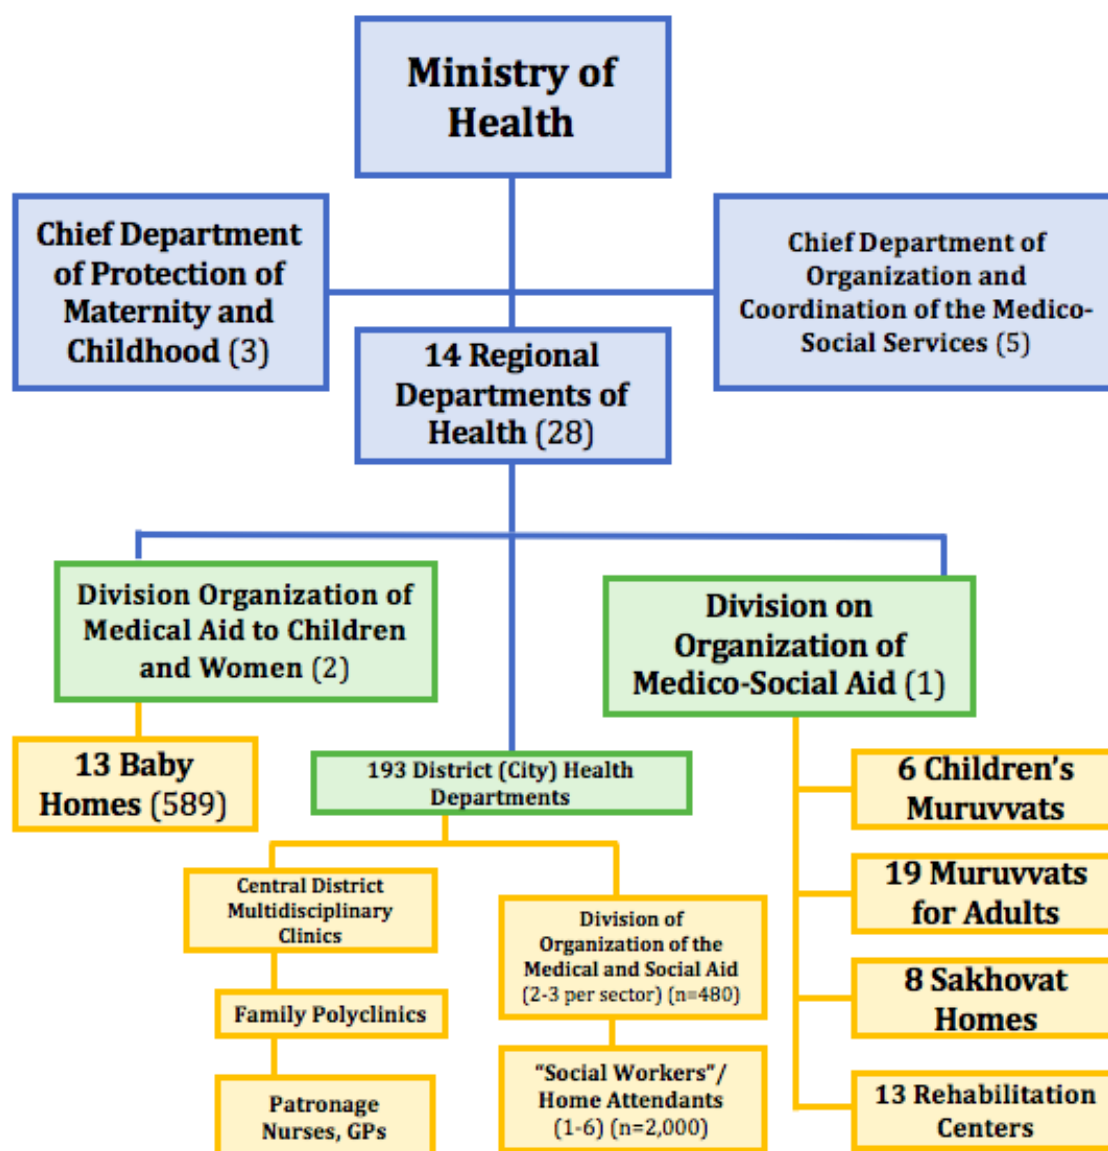 Ministry of
Health
Chief Department
of Protection of
Maternity and
Childhood (3)
Chief Department of
Organization and
Coordination of the Medico-
Social Services (5)
14 Regional
Departments of
Health (28)
Division Organization of
Medical Aid to Children
and Women (2)
Division on
Organization of
Medico-Social Aid (1)
13 Baby
Homes (589)
193 District (City) Health
Departments
6 Children's
Muruvvats
Central District
Multidisciplinary
Clinics
Division of
Organization of the
Medical and Social Aid
(2-3 per sector) (n=480)
19 Muruvvats
for Adults
Family Polyclinics
8 Sakhovat
Homes
Patronage
Nurses, GPs
“Social Workers”/
Home Attendants
(1-6) (n=2,000)
13 Rehabilitation
Centers